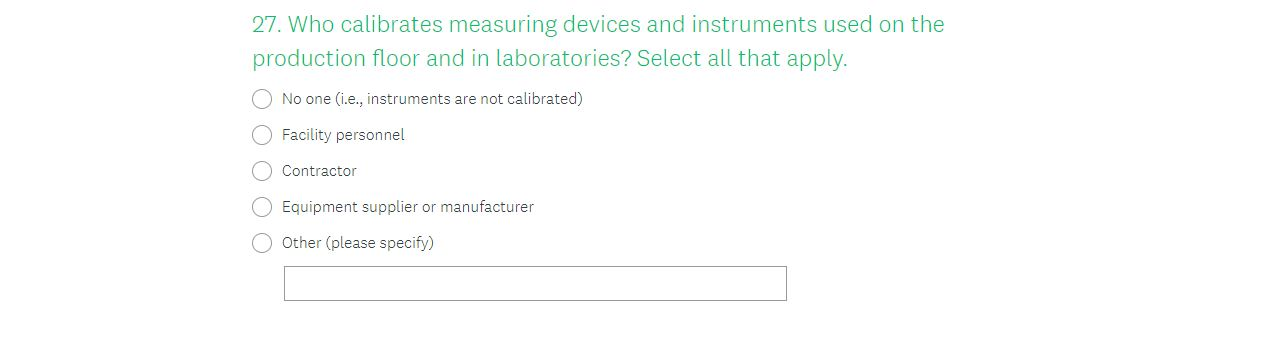 27. Who calibrates measuring devices and instruments used on the
production floor and in laboratories? Select all that apply.
No one (i.e., instruments are not calibrated)
Facility personnel
Contractor
Equipment supplier or manufacturer
Other (please specify)